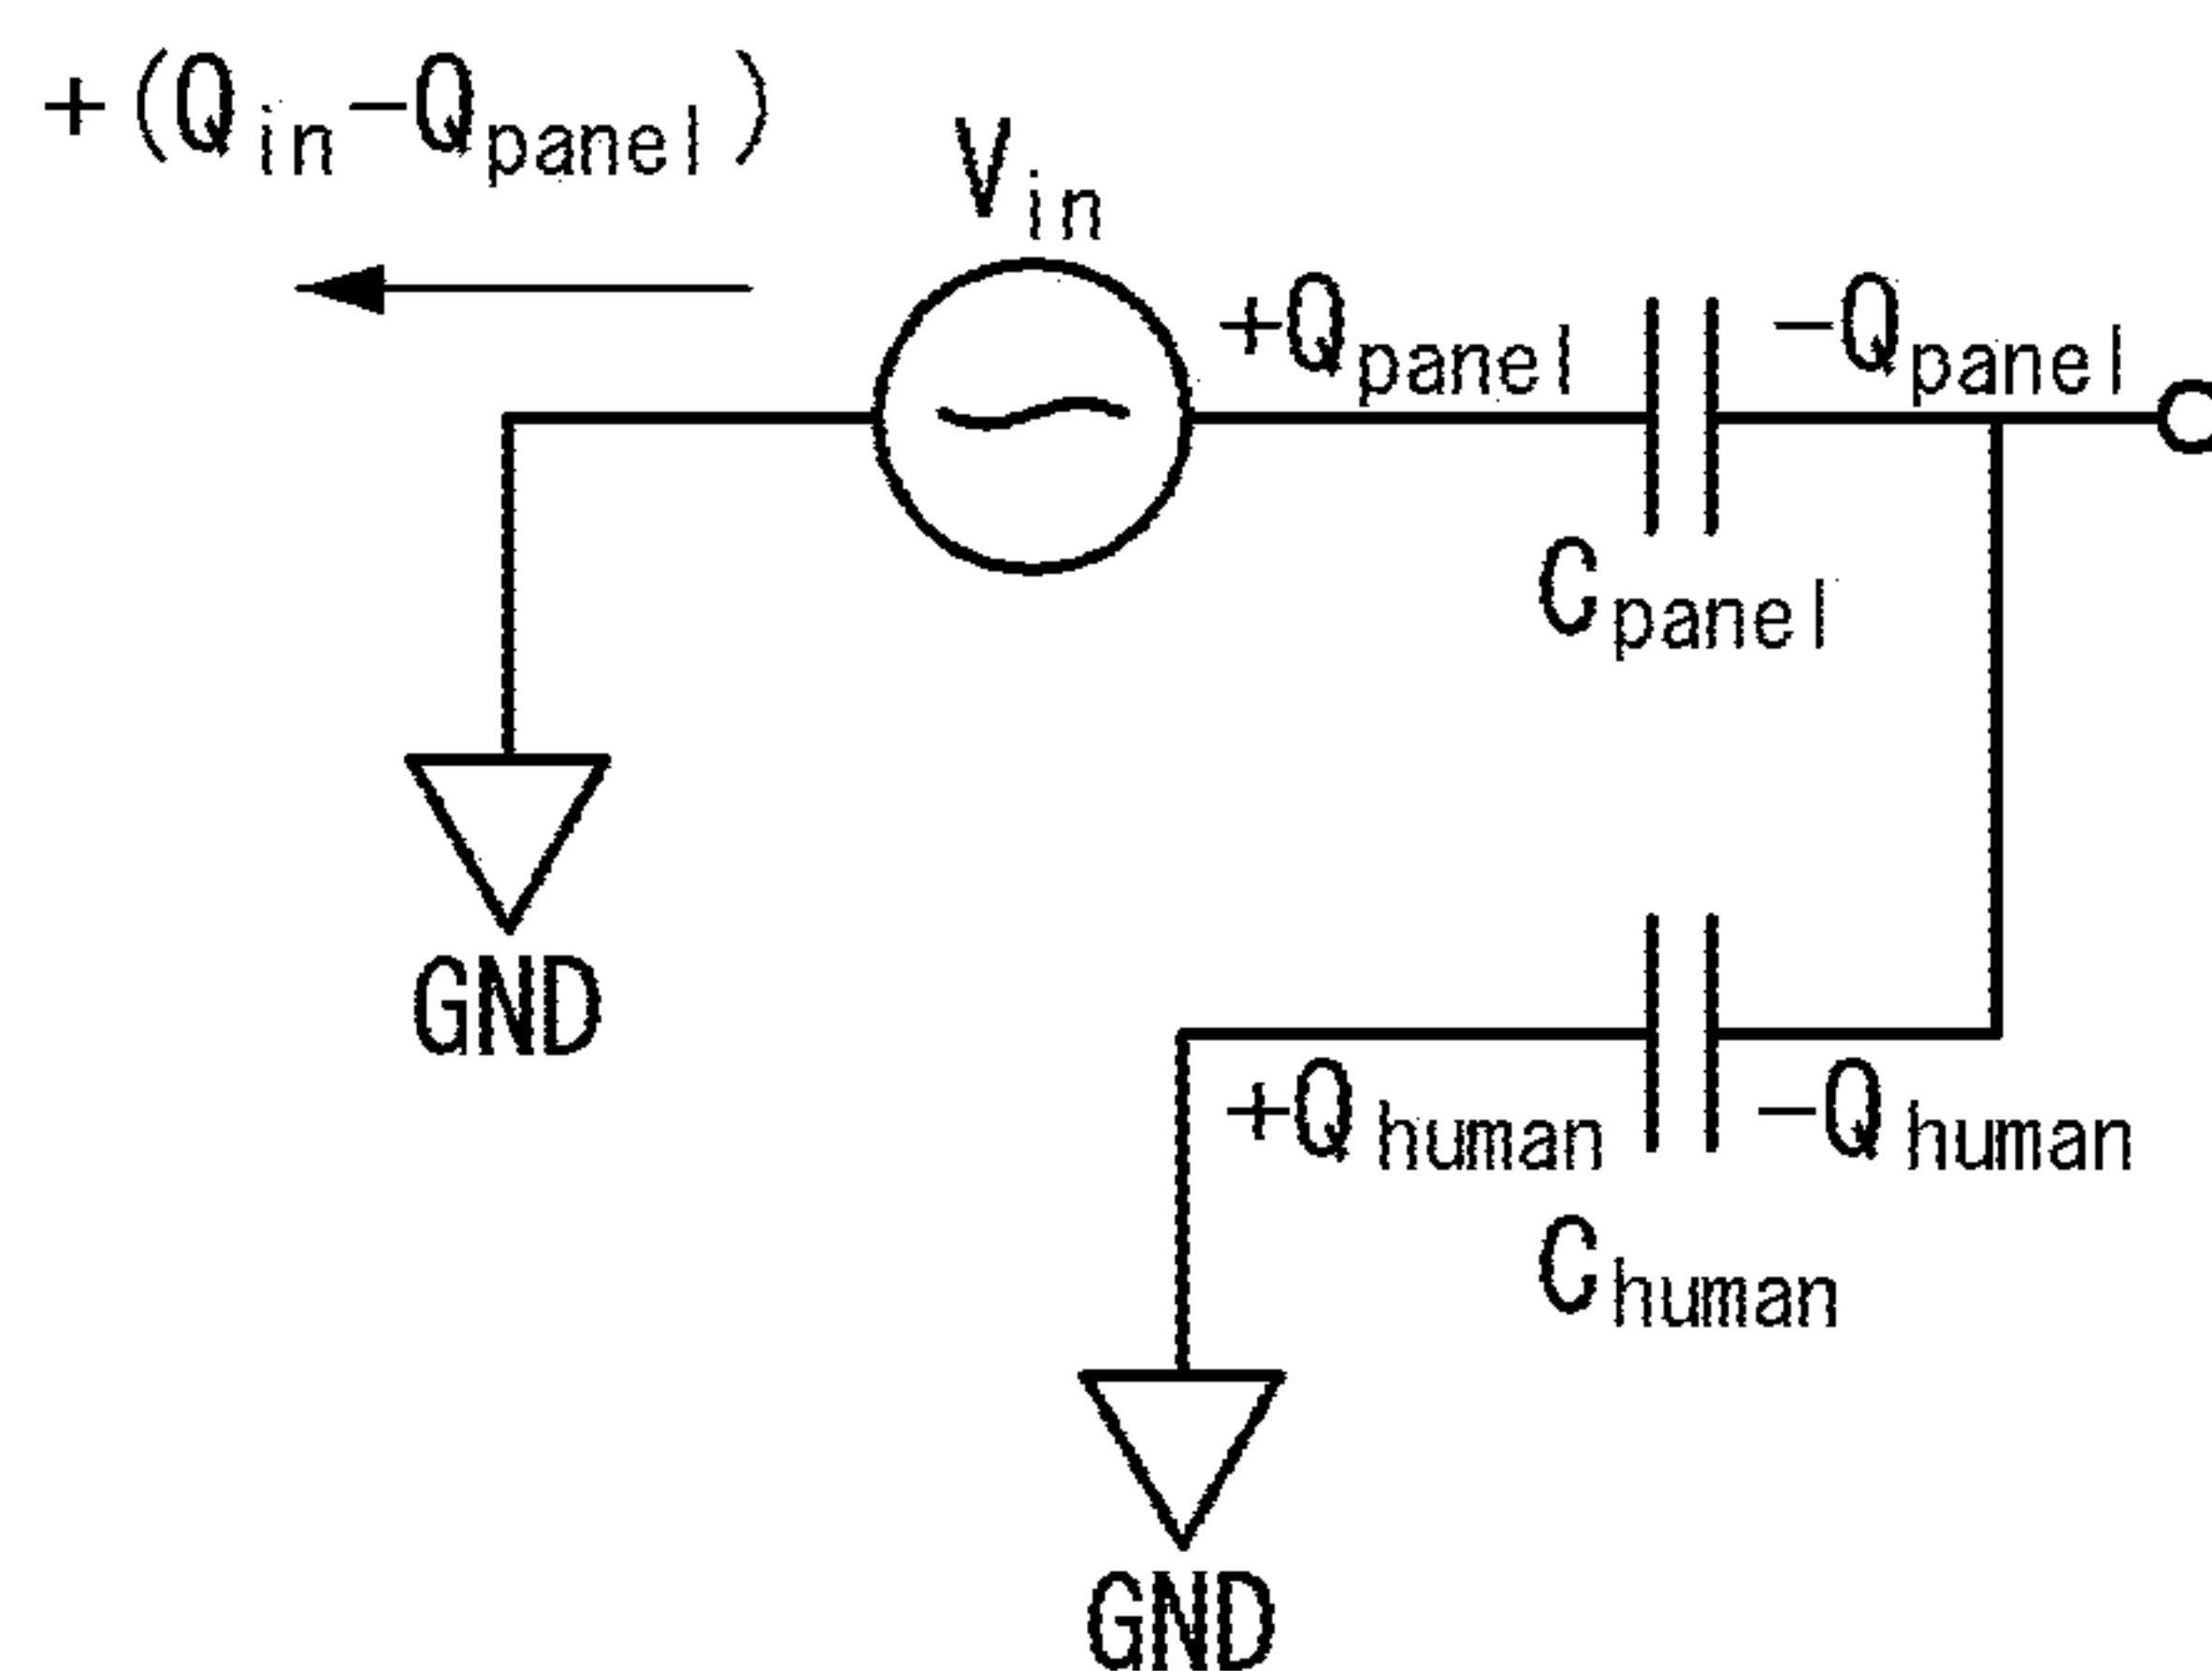 +(Qin-Qpanel)
Vin
+Qpanel
-Qpanel
Cpanel
GND
+Qhuman
-Qhuman
Chuman
GND